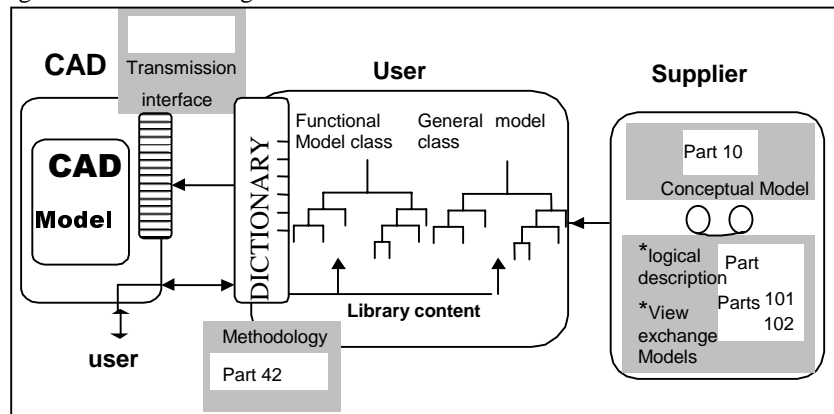 CAD
Transmission
interface
CAD
Model
user
User
DICTIONARY
Functional
Model class
General model
class
Library content
Methodology
Part 42
Supplier
Part 10
Conceptual Model
*logical
description
Part
*View
exchange
Models
Parts 101
102